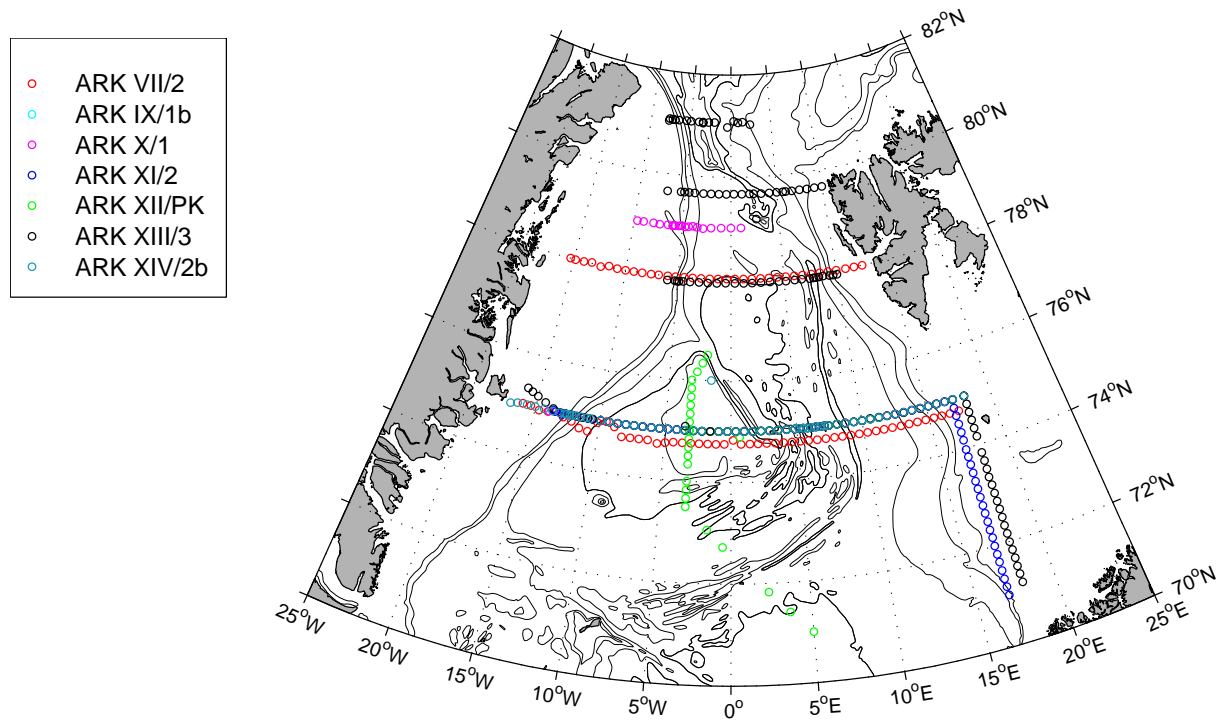 ARK VII/2
ARK IX/1b
ARK X/1
ARK XI/2
ARK XII/PK
ARK XIII/3
ARK XIV/2b
82°N
80°N
78°N
76°N
74°N
72°N
70°N
25°W
20°W
15°W
10°W
5°W
0°
5°E
10°E
15°E
20°E
25°E